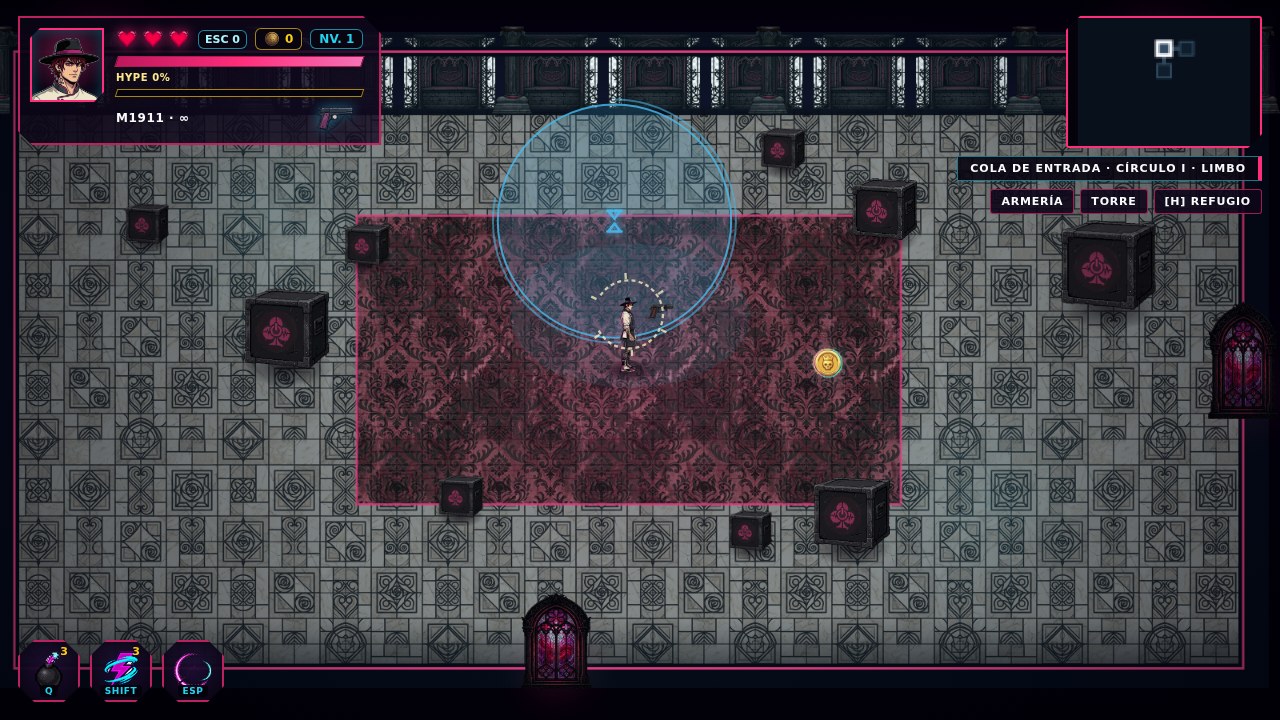 ESC 0
0
NV. 1
HYPE 0%
M1911 · ∞
COLA DE ENTRADA · CÍRCULO I · LIMBO
ARMERÍA
TORRE
[H] REFUGIO
3
Q
3
SHIFT
ESP